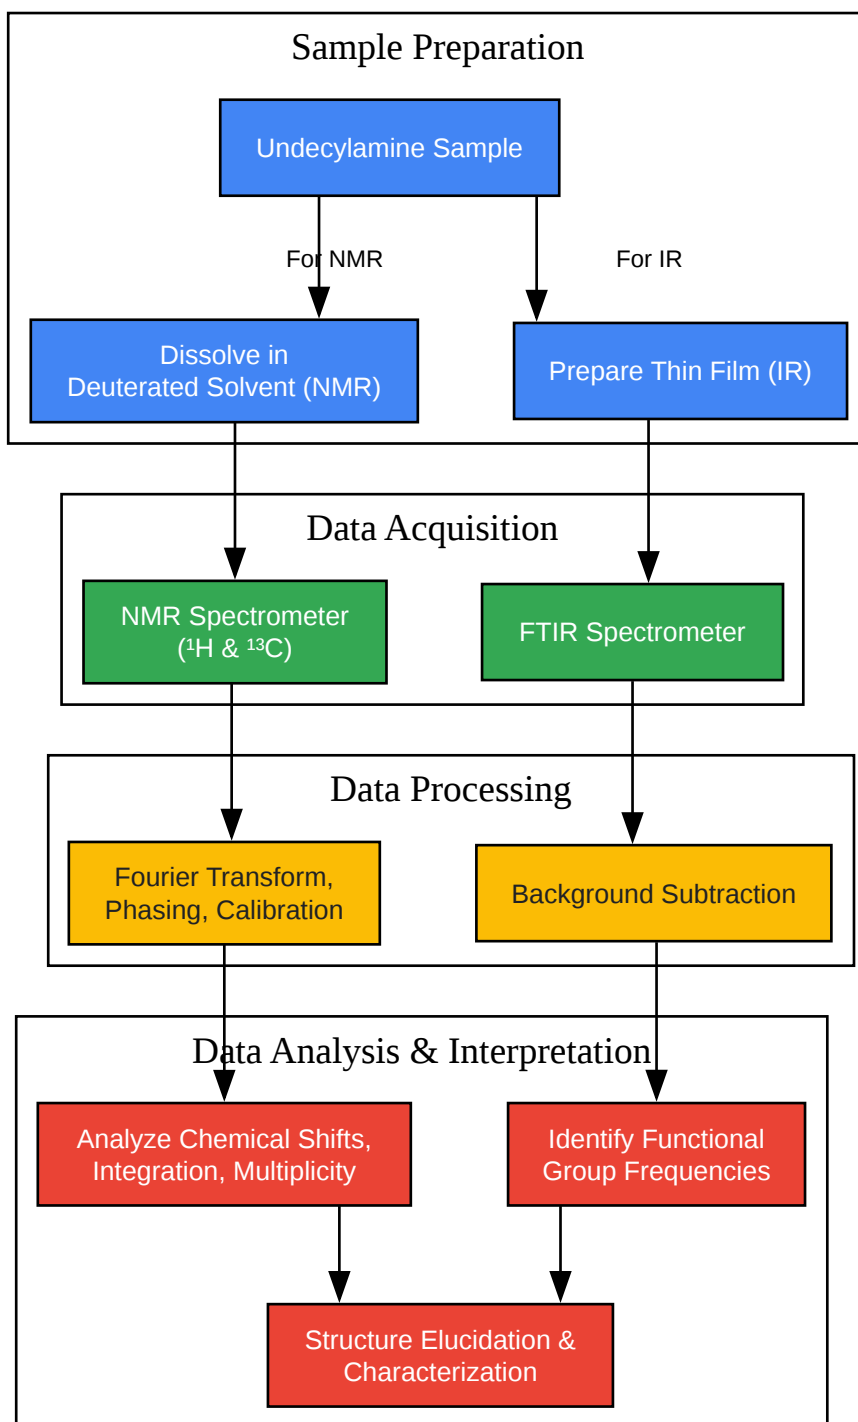 Sample Preparation
Undecylamine Sample
For NMR
For IR
Dissolve in
Deuterated Solvent (NMR)
Prepare Thin Film (IR)
Data Acquisition
NMR Spectrometer
(¹H & ¹³C)
FTIR Spectrometer
Data Processing
Fourier Transform,
Phasing, Calibration
Background Subtraction
Data Analysis & Interpretation
Analyze Chemical Shifts,
Integration, Multiplicity
Identify Functional
Group Frequencies
Structure Elucidation &
Characterization